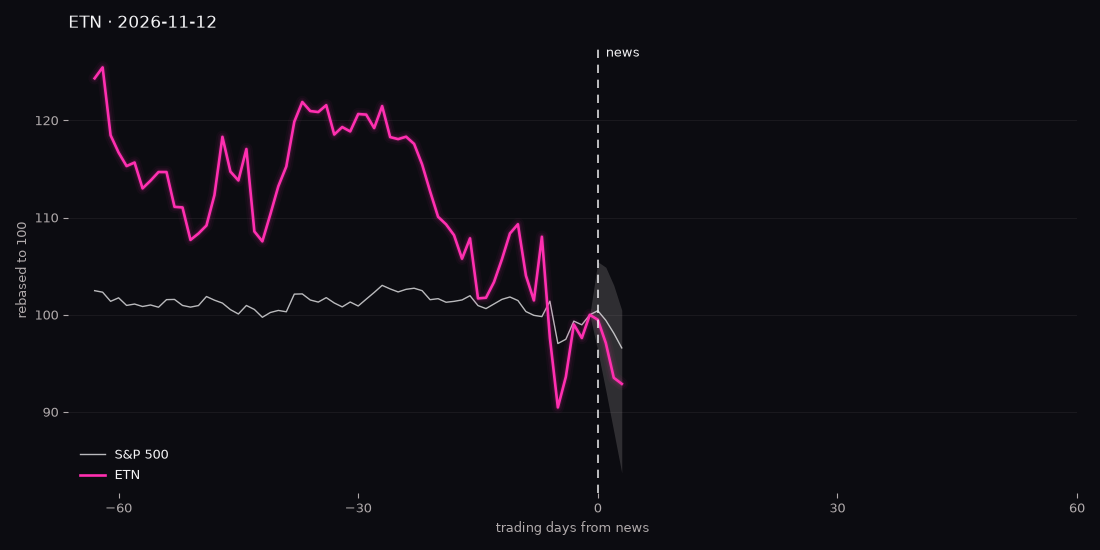 ETN · 2026-11-12
news
120
110
100
90
rebased to 100
S&P 500
ETN
−60
−30
0
30
60
trading days from news